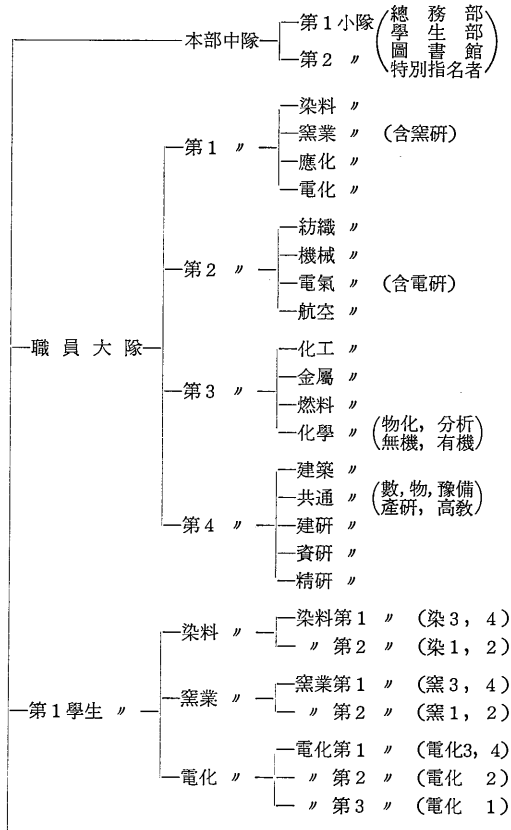 本部中隊 第1小隊 (總務部 學生部
第2 〃 圖書館 特別指名者)
染料 〃
第1 〃 窯業 〃 (含窯硏)
應化 〃
電化 〃
紡織 〃
機械 〃
第2 〃 電氣 〃 (含電硏)
航空 〃
職員大隊 化工 〃
金屬 〃
第3 〃 燃料 〃
化學 〃 (物化, 分析 無機, 有機)
建築 〃
共通 〃 (數, 物, 豫備 產硏, 高敎)
第4 〃 建硏 〃
資硏 〃
精硏 〃
染料 〃 染料第1 〃 (染3, 4)
〃 第2 〃 (染1, 2)
第1學生 〃 窯業 〃 窯業第1 〃 (窯3, 4)
〃 第2 〃 (窯1, 2)
電化 〃 電化第1 〃 (電化3, 4)
〃 第2 〃 (電化 2)
〃 第3 〃 (電化 1)